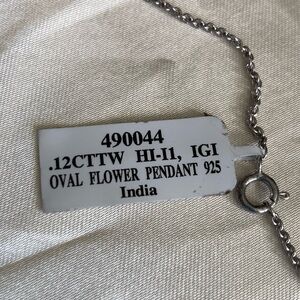 490044
.12CTTW HI-I1, IGI
OVAL FLOWER PENDANT 925
India